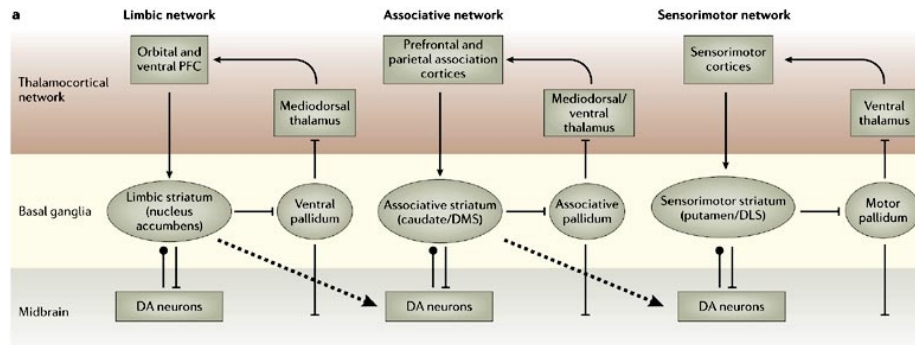 a
Limbic network
Associative network
Sensorimotor network
Thalamocortical
network
Orbital and
ventral PFC
Mediodorsal
thalamus
Prefrontal and
parietal association
cortices
Mediodorsal/
ventral
thalamus
Sensorimotor
cortices
Ventral
thalamus
Basal ganglia
Limbic striatum
(nucleus
accumbens)
Ventral
pallidum
Associative striatum
(caudate/DMS)
Associative
pallidum
Sensorimotor striatum
(putamen/DLS)
Motor
pallidum
Midbrain
DA neurons
DA neurons
DA neurons